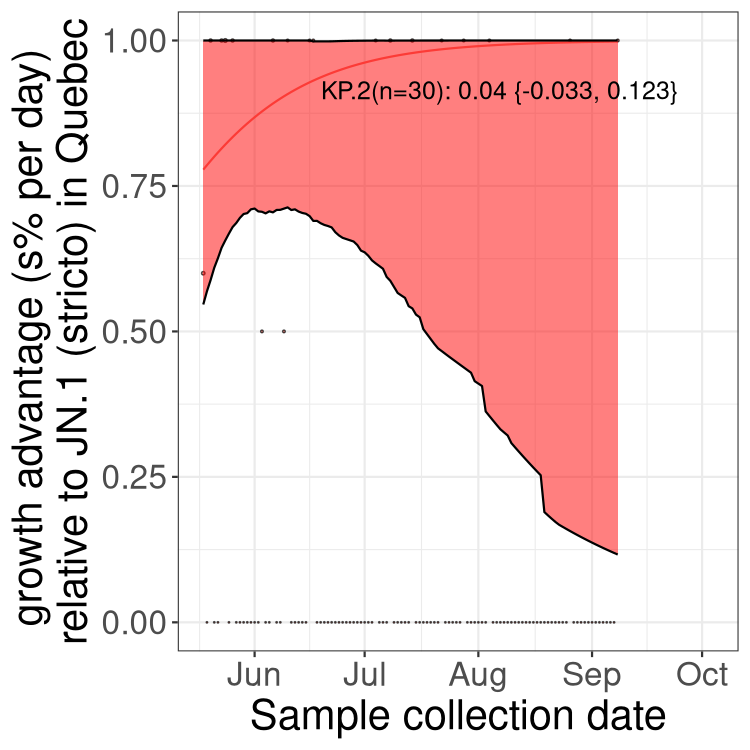 growth advantage (s% per day)
relative to JN.1 (stricto) in Quebec
1.00
0.75
0.50
0.25
0.00
KP.2(n=30): 0.04 {-0.033, 0.123}
Jun Jul Aug Sep Oct
Sample collection date